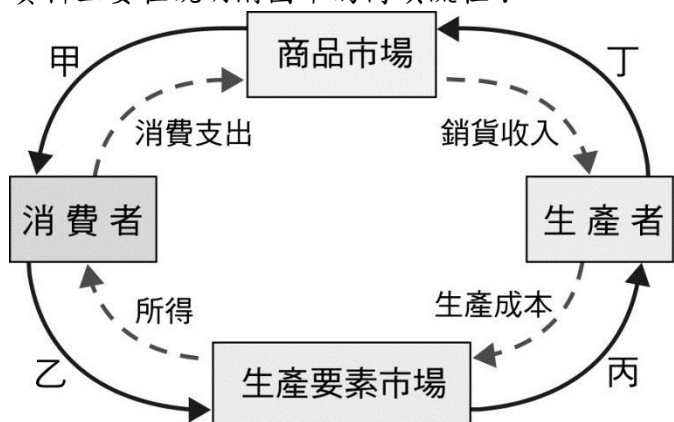 甲
商品市場
丁
消費支出
銷貨收入
消費者
生產者
所得
生產成本
乙
生產要素市場
丙